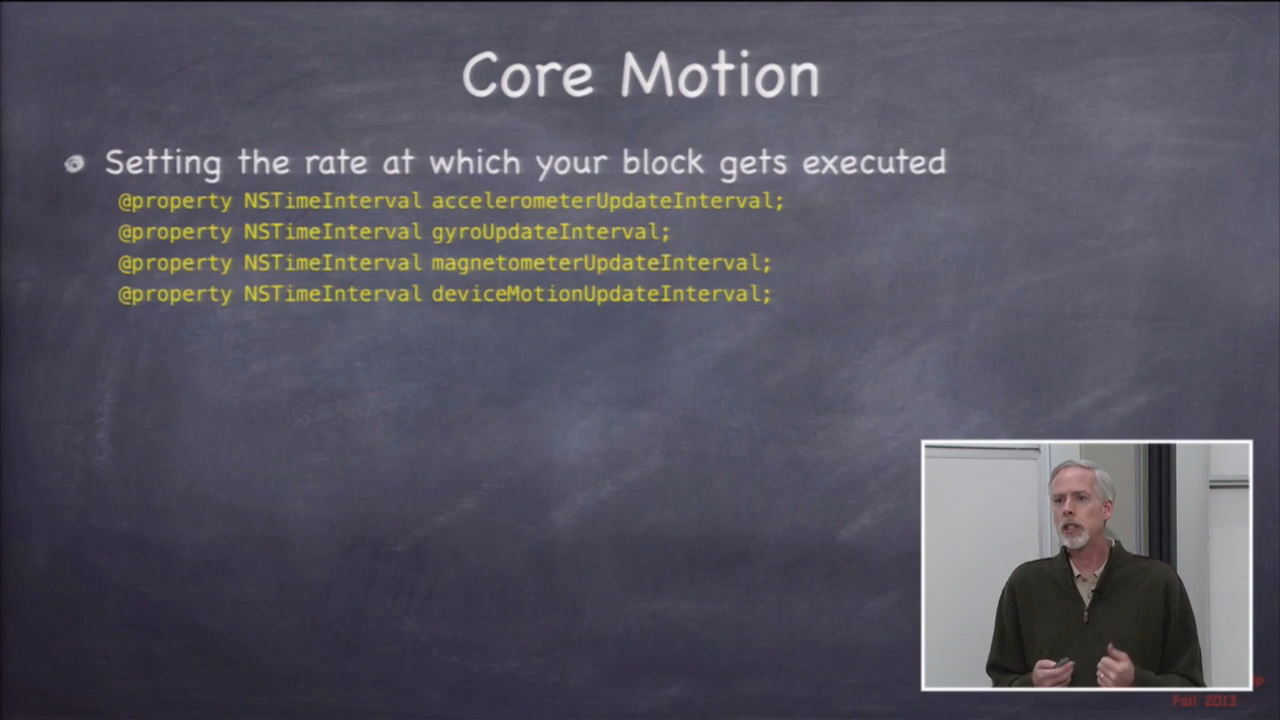 Core Motion
Setting the rate at which your block gets executed
@property NSTimeInterval accelerometerUpdateInterval;
@property NSTimeInterval gyroUpdateInterval;
@property NSTimeInterval magnetometerUpdateInterval;
@property NSTimeInterval deviceMotionUpdateInterval;
Fall 2013